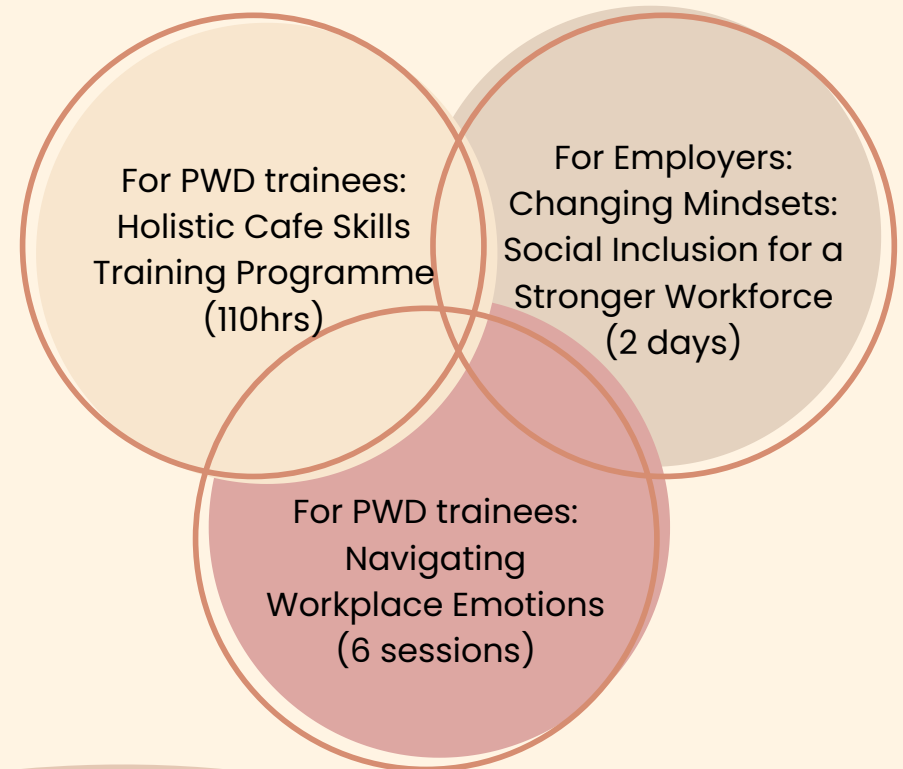 For PWD trainees:
Holistic Cafe Skills
Training Programme
(110hrs)
For Employers:
Changing Mindsets:
Social Inclusion for a
Stronger Workforce
(2 days)
For PWD trainees:
Navigating
Workplace Emotions
(6 sessions)